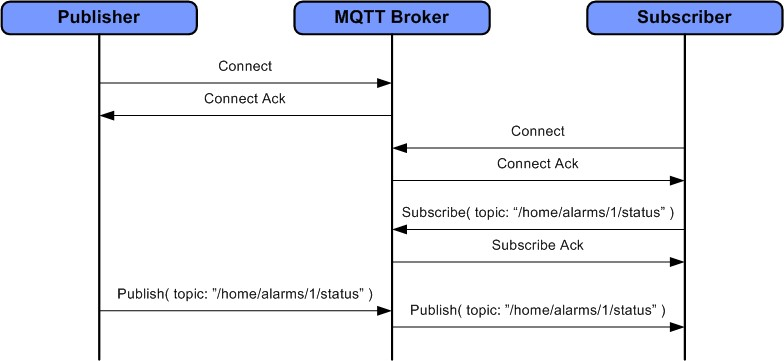 Publisher
MQTT Broker
Subscriber
Connect
Connect Ack
Connect
Connect Ack
Subscribe( topic: “/home/alarms/1/status” )
Subscribe Ack
Publish( topic: ”/home/alarms/1/status” )
Publish( topic: ”/home/alarms/1/status” )